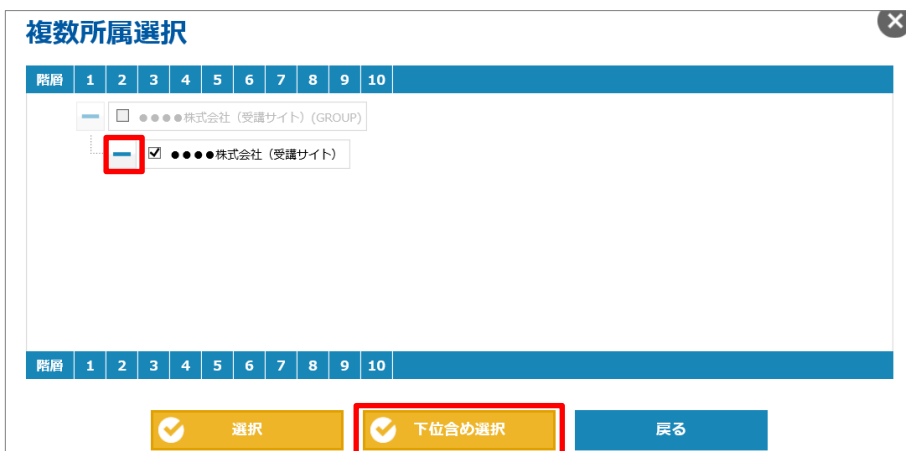 複数所属選択
階層 1 2 3 4 5 6 7 8 9 10
●●●●株式会社（受講サイト）(GROUP)
●●●●株式会社（受講サイト）
階層 1 2 3 4 5 6 7 8 9 10
選択 下位含め選択 戻る